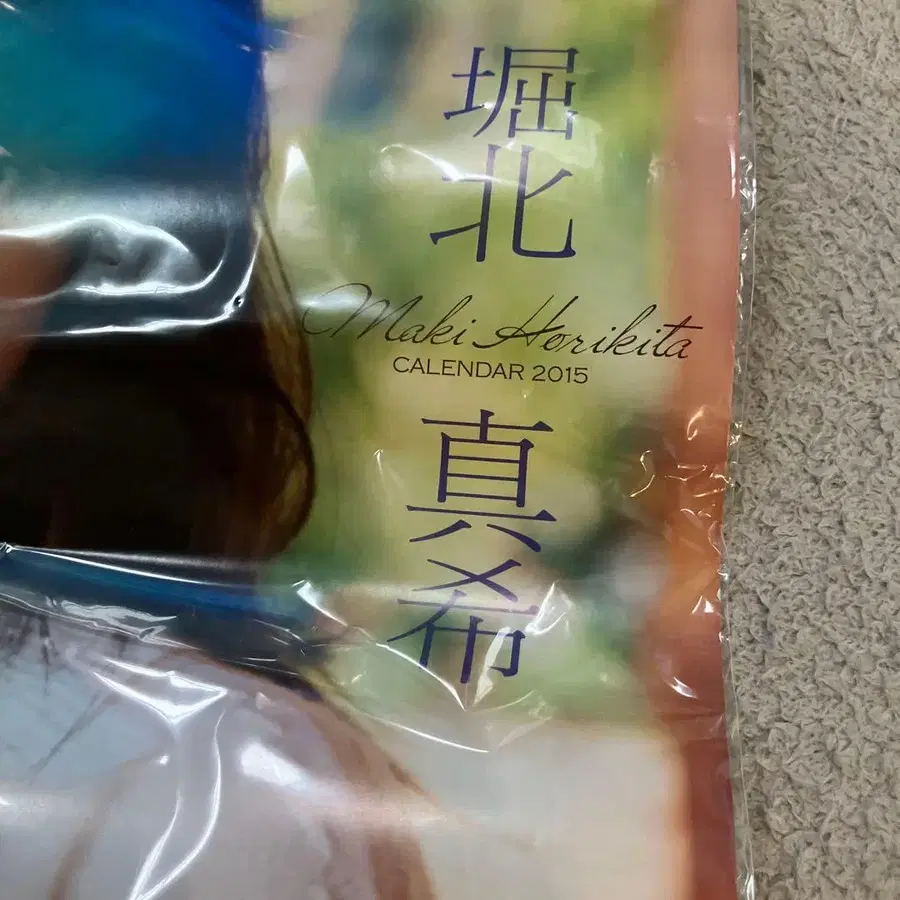 堀北
Maki Horikita
CALENDAR 2015
真希